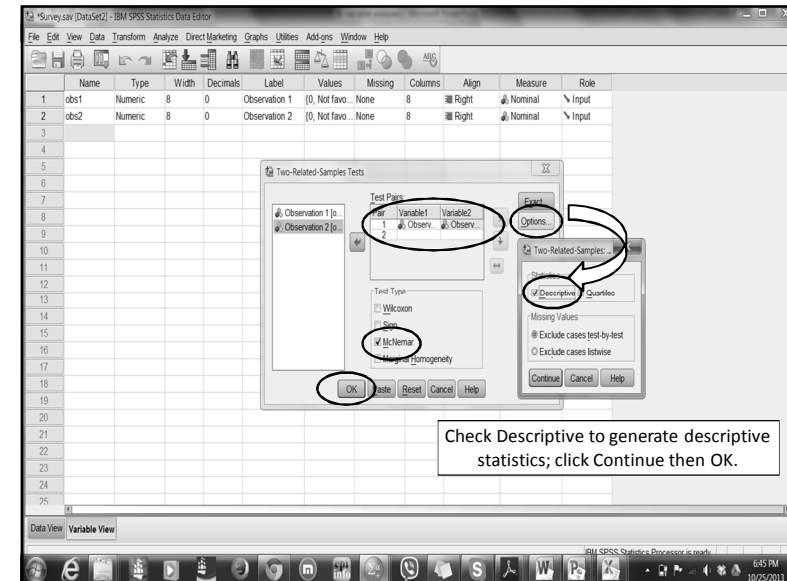 *Survey.sav [DataSet2] - IBM SPSS Statistics Data Editor
File Edit View Data Transform Analyze Direct Marketing Graphs Utilities Add-ons Window Help
Name Type Width Decimals Label Values Missing Columns Align Measure Role
1 obs1 Numeric 8 0 Observation 1 {0, Not favo... None 8 Right Nominal Input
2 obs2 Numeric 8 0 Observation 2 {0, Not favo... None 8 Right Nominal Input
3
4
5
6
7
8
9
10
11
12
13
14
15
16
17
18
19
20
21
22
23
24
25
Two-Related-Samples Tests
Observation 1 [o...
Observation 2 [o...
Test Pairs:
Pair Variable1 Variable2
1 Observ... Observ...
2
Exact...
Options...
Test Type
Wilcoxon
Sign
McNemar
Marginal Homogeneity
OK Paste Reset Cancel Help
Two-Related-Samples: ...
Statistics
Descriptive Quartiles
Missing Values
Exclude cases test-by-test
Exclude cases listwise
Continue Cancel Help
Check Descriptive to generate descriptive
statistics; click Continue then OK.
Data View Variable View
IBM SPSS Statistics Processor is ready
6:45 PM
10/25/2013